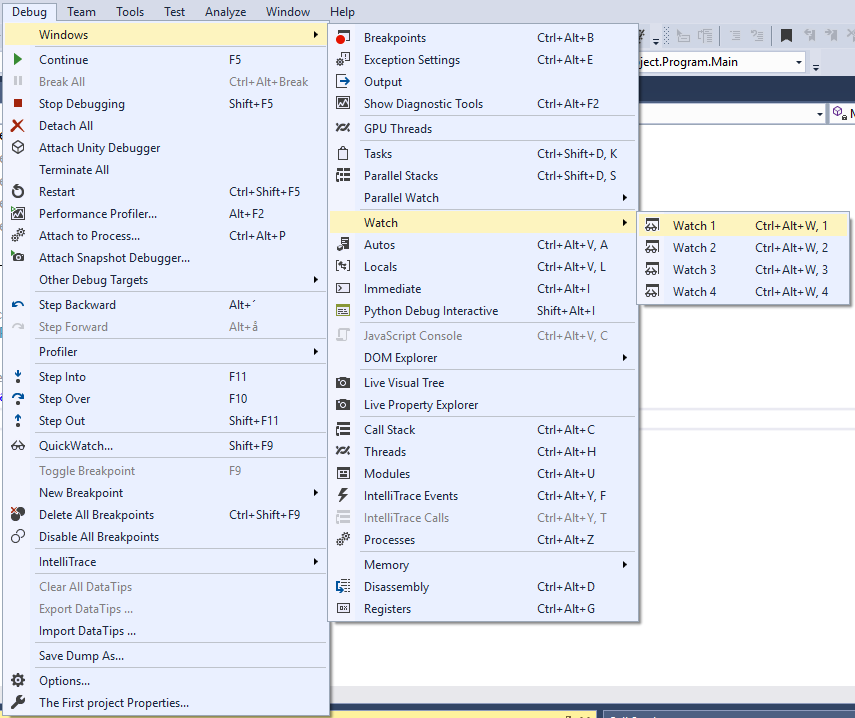 Debug Team Tools Test Analyze Window Help
Windows
Continue F5
Break All Ctrl+Alt+Break
Stop Debugging Shift+F5
Detach All
Attach Unity Debugger
Terminate All
Restart Ctrl+Shift+F5
Performance Profiler... Alt+F2
Attach to Process... Ctrl+Alt+P
Attach Snapshot Debugger...
Other Debug Targets
Step Backward Alt+´
Step Forward Alt+å
Profiler
Step Into F11
Step Over F10
Step Out Shift+F11
QuickWatch... Shift+F9
Toggle Breakpoint F9
New Breakpoint
Delete All Breakpoints Ctrl+Shift+F9
Disable All Breakpoints
IntelliTrace
Clear All DataTips
Export DataTips ...
Import DataTips ...
Save Dump As...
Options...
The First project Properties...
Breakpoints Ctrl+Alt+B
Exception Settings Ctrl+Alt+E
Output
Show Diagnostic Tools Ctrl+Alt+F2
GPU Threads
Tasks Ctrl+Shift+D, K
Parallel Stacks Ctrl+Shift+D, S
Parallel Watch
Watch
Autos Ctrl+Alt+V, A
Locals Ctrl+Alt+V, L
Immediate Ctrl+Alt+I
Python Debug Interactive Shift+Alt+I
JavaScript Console Ctrl+Alt+V, C
DOM Explorer
Live Visual Tree
Live Property Explorer
Call Stack Ctrl+Alt+C
Threads Ctrl+Alt+H
Modules Ctrl+Alt+U
IntelliTrace Events Ctrl+Alt+Y, F
IntelliTrace Calls Ctrl+Alt+Y, T
Processes Ctrl+Alt+Z
Memory
Disassembly Ctrl+Alt+D
Registers Ctrl+Alt+G
Watch 1 Ctrl+Alt+W, 1
Watch 2 Ctrl+Alt+W, 2
Watch 3 Ctrl+Alt+W, 3
Watch 4 Ctrl+Alt+W, 4
ject.Program.Main